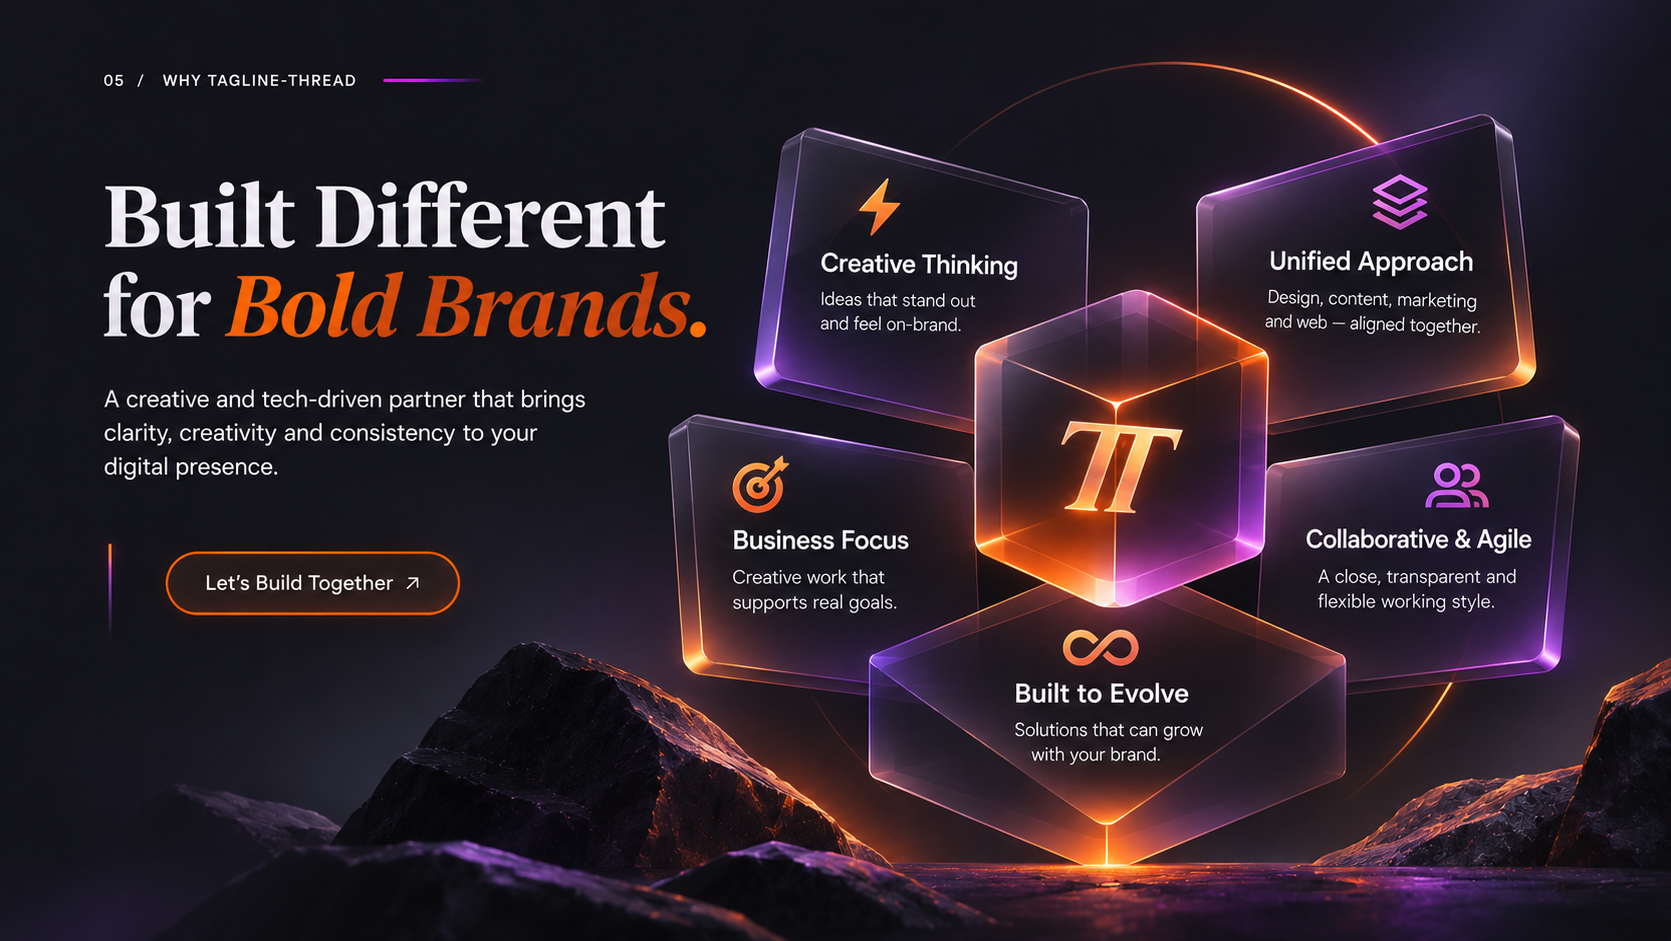 05 / WHY TAGLINE-THREAD
Built Different
for Bold Brands.
A creative and tech-driven partner that brings
clarity, creativity and consistency to your
digital presence.
Let's Build Together ↗
Creative Thinking
Ideas that stand out
and feel on-brand.
Unified Approach
Design, content, marketing
and web — aligned together.
TT
Business Focus
Creative work that
supports real goals.
Collaborative & Agile
A close, transparent and
flexible working style.
Built to Evolve
Solutions that can grow
with your brand.